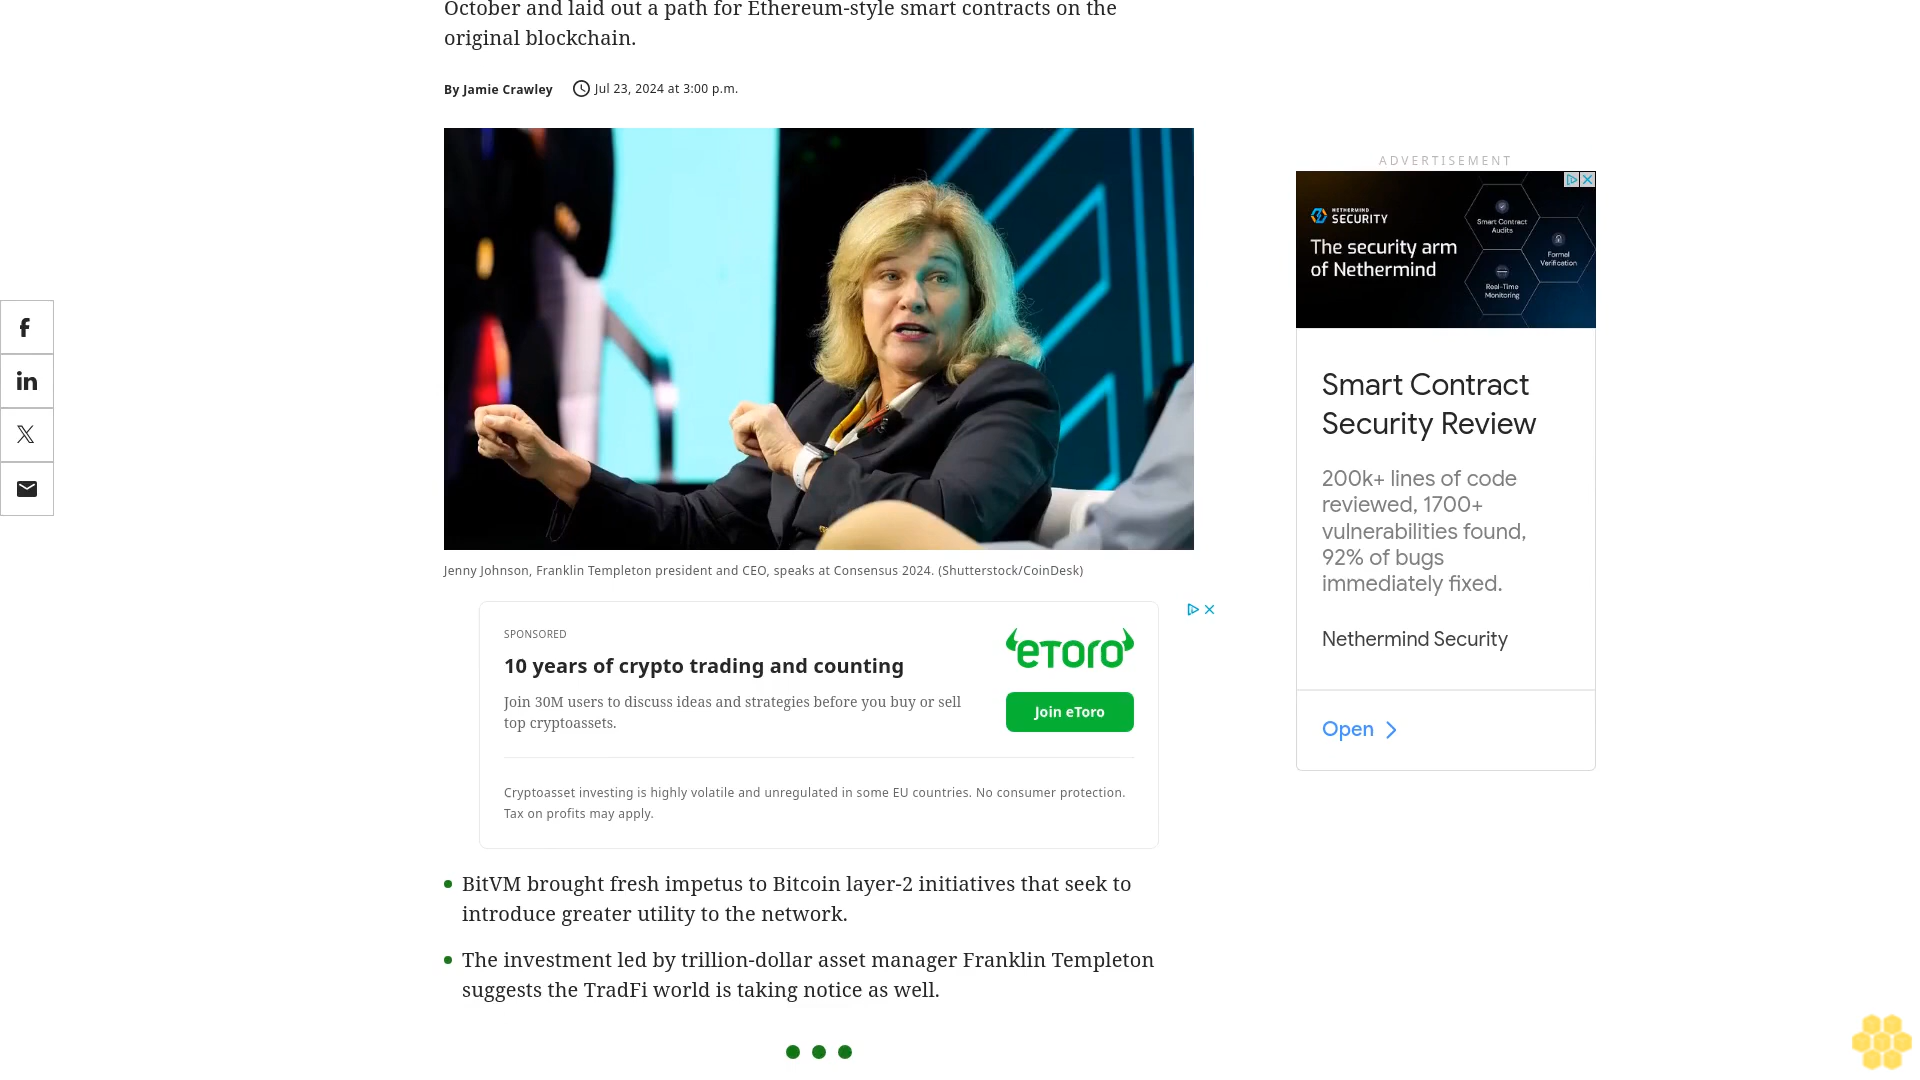 October and laid out a path for Ethereum-style smart contracts on the
original blockchain.
By Jamie Crawley
Jul 23, 2024 at 3:00 p.m.
Jenny Johnson, Franklin Templeton president and CEO, speaks at Consensus 2024. (Shutterstock/CoinDesk)
SPONSORED
10 years of crypto trading and counting
Join 30M users to discuss ideas and strategies before you buy or sell
top cryptoassets.
eToro
Join eToro
Cryptoasset investing is highly volatile and unregulated in some EU countries. No consumer protection.
Tax on profits may apply.
BitVM brought fresh impetus to Bitcoin layer-2 initiatives that seek to
introduce greater utility to the network.
The investment led by trillion-dollar asset manager Franklin Templeton
suggests the TradFi world is taking notice as well.
ADVERTISEMENT
NETHERMIND
SECURITY
The security arm
of Nethermind
Smart Contract
Audits
Formal
Verification
Real-Time
Monitoring
Smart Contract
Security Review
200k+ lines of code
reviewed, 1700+
vulnerabilities found,
92% of bugs
immediately fixed.
Nethermind Security
Open